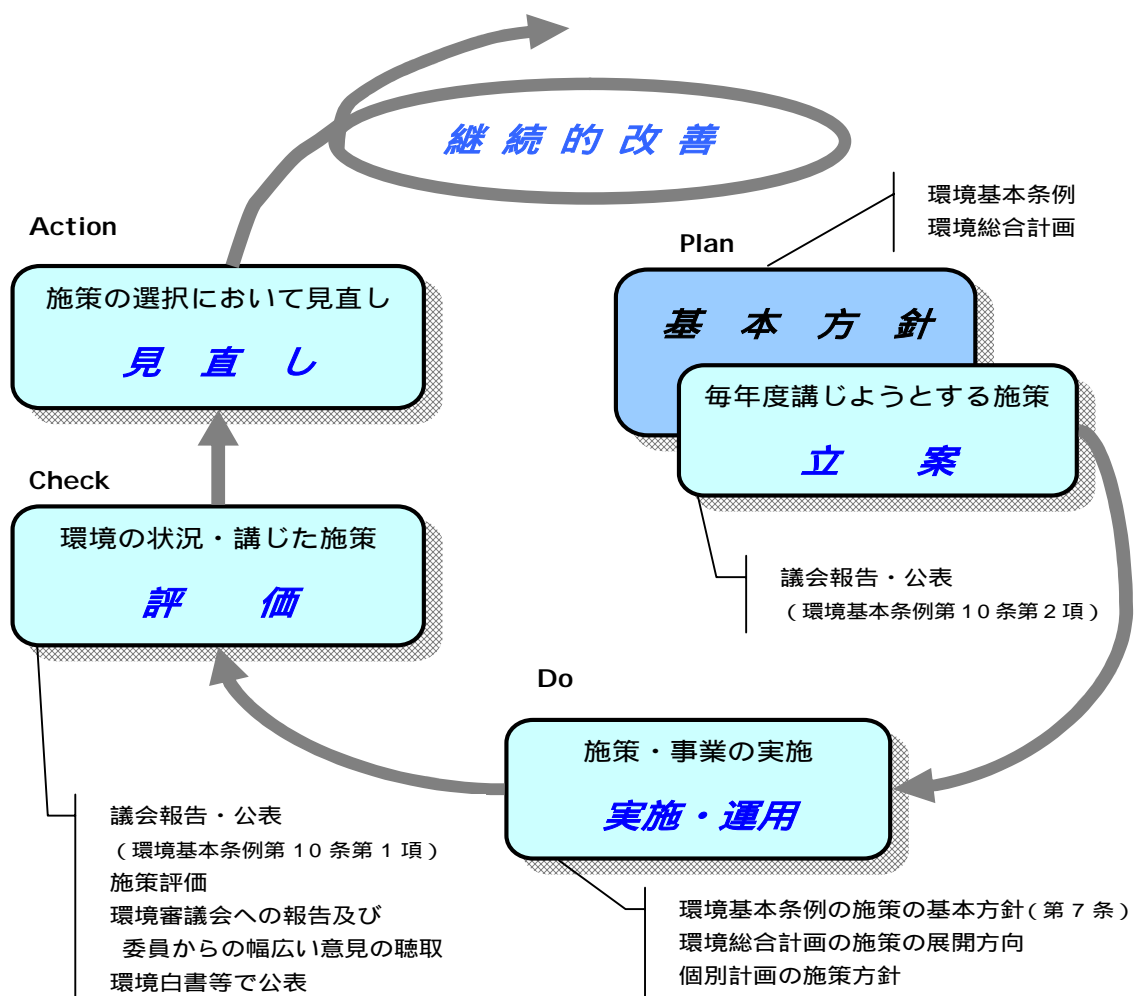 継続的改善
環境基本条例
環境総合計画
Action
Plan
施策の選択において見直し
見直し
基本方針
毎年度講じようとする施策
立案
Check
環境の状況・講じた施策
評価
議会報告・公表
(環境基本条例第10条第2項)
Do
施策・事業の実施
実施・運用
議会報告・公表
(環境基本条例第10条第1項)
施策評価
環境審議会への報告及び
委員からの幅広い意見の聴取
環境白書等で公表
環境基本条例の施策の基本方針(第7条)
環境総合計画の施策の展開方向
個別計画の施策方針